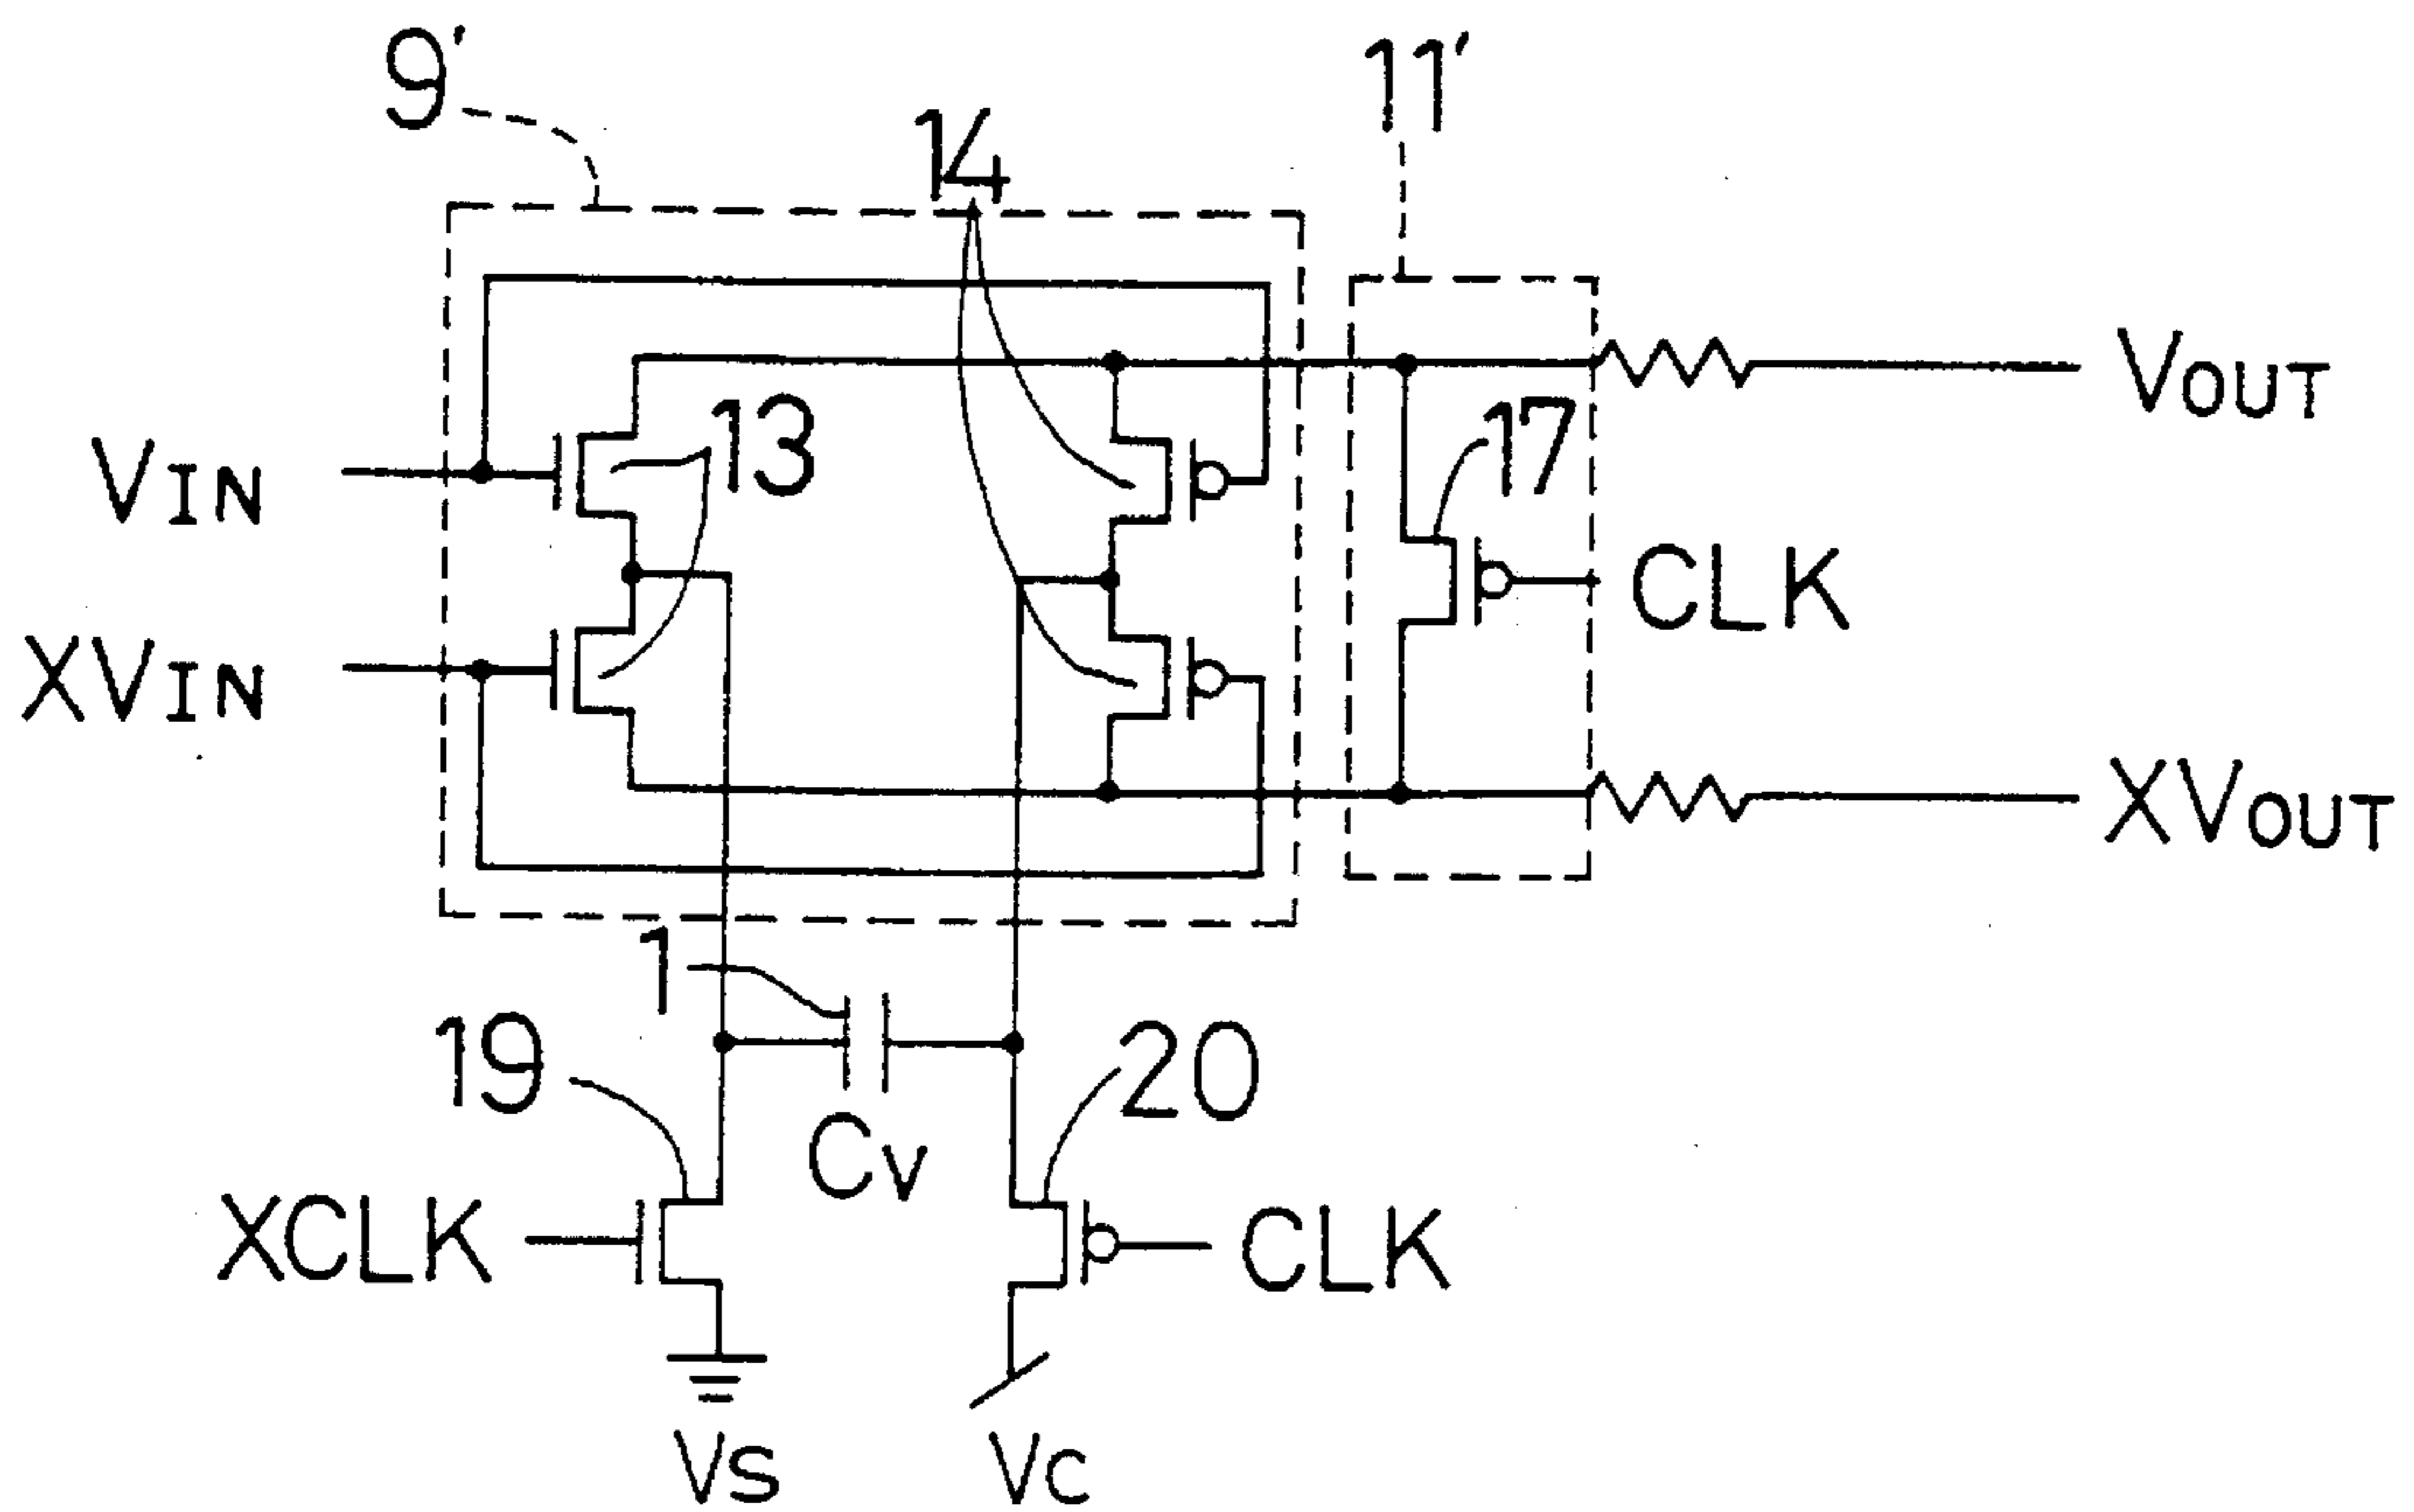 9'
11'
14
VOUT
13
17
VIN
CLK
XVIN
XVOUT
1
19
20
CV
XCLK
CLK
VS
VC